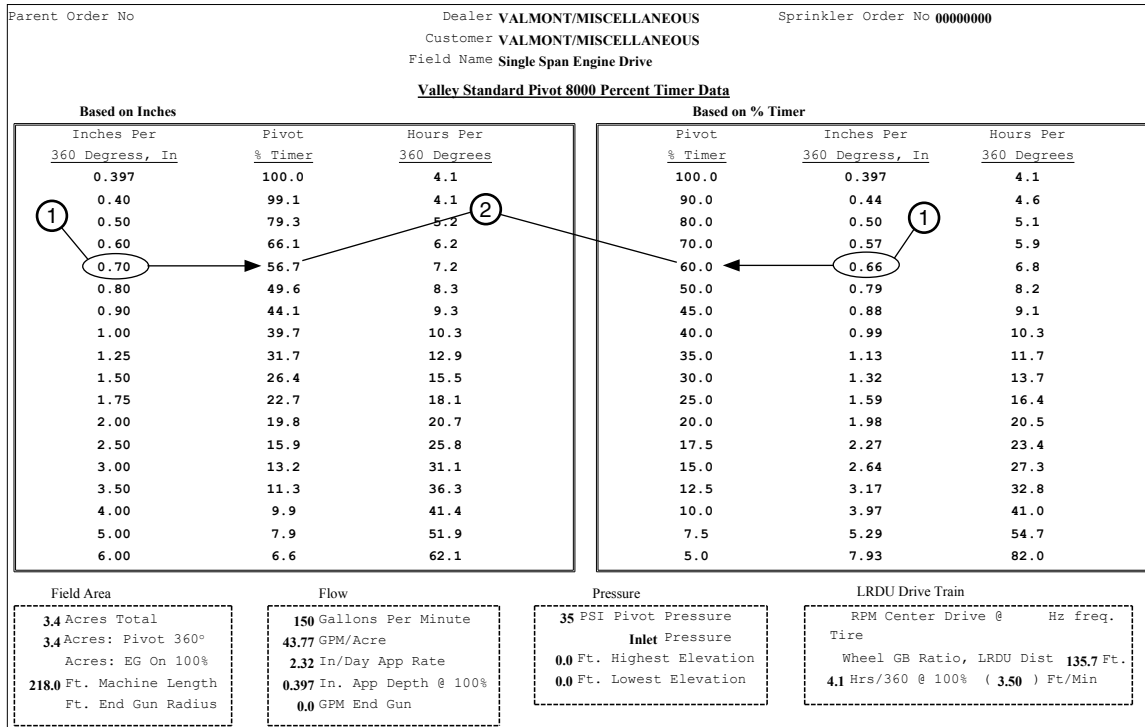 Parent Order No Dealer VALMONT/MISCELLANEOUS Sprinkler Order No 00000000
Customer VALMONT/MISCELLANEOUS
Field Name Single Span Engine Drive
Valley Standard Pivot 8000 Percent Timer Data
Based on Inches
Inches Per Pivot Hours Per
360 Degress, In % Timer 360 Degrees
0.397 100.0 4.1
0.40 99.1 4.1
0.50 79.3 5.2
0.60 66.1 6.2
0.70 56.7 7.2
0.80 49.6 8.3
0.90 44.1 9.3
1.00 39.7 10.3
1.25 31.7 12.9
1.50 26.4 15.5
1.75 22.7 18.1
2.00 19.8 20.7
2.50 15.9 25.8
3.00 13.2 31.1
3.50 11.3 36.3
4.00 9.9 41.4
5.00 7.9 51.9
6.00 6.6 62.1
1
2
Based on % Timer
Pivot Inches Per Hours Per
% Timer 360 Degress, In 360 Degrees
100.0 0.397 4.1
90.0 0.44 4.6
80.0 0.50 5.1
70.0 0.57 5.9
60.0 0.66 6.8
50.0 0.79 8.2
45.0 0.88 9.1
40.0 0.99 10.3
35.0 1.13 11.7
30.0 1.32 13.7
25.0 1.59 16.4
20.0 1.98 20.5
17.5 2.27 23.4
15.0 2.64 27.3
12.5 3.17 32.8
10.0 3.97 41.0
7.5 5.29 54.7
5.0 7.93 82.0
1
Field Area
3.4 Acres Total
3.4 Acres: Pivot 360°
Acres: EG On 100%
218.0 Ft. Machine Length
Ft. End Gun Radius
Flow
150 Gallons Per Minute
43.77 GPM/Acre
2.32 In/Day App Rate
0.397 In. App Depth @ 100%
0.0 GPM End Gun
Pressure
35 PSI Pivot Pressure
Inlet Pressure
0.0 Ft. Highest Elevation
0.0 Ft. Lowest Elevation
LRDU Drive Train
RPM Center Drive @ Hz freq.
Tire
Wheel GB Ratio, LRDU Dist 135.7 Ft.
4.1 Hrs/360 @ 100% ( 3.50 ) Ft/Min